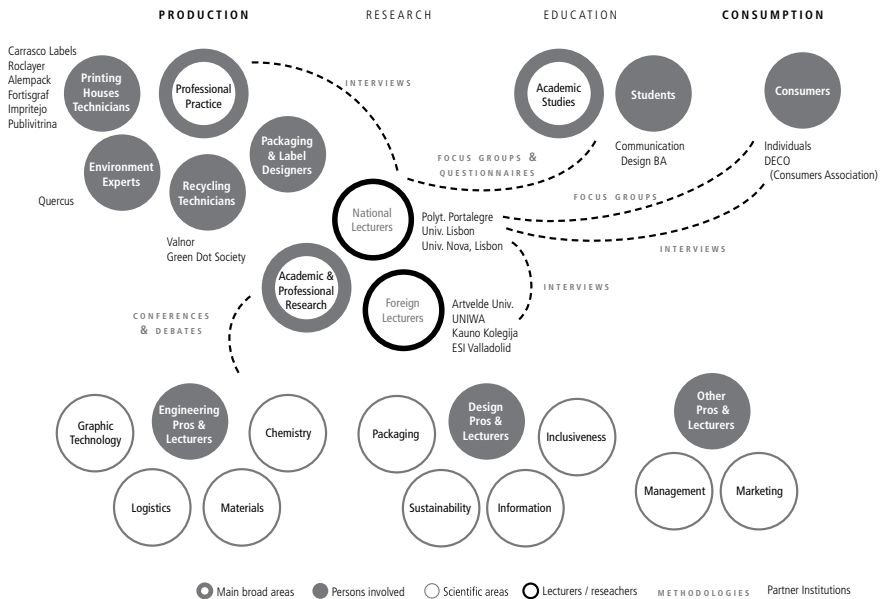 PRODUCTION
RESEARCH
EDUCATION
CONSUMPTION
Carrasco Labels
Roclayer
Alempack
Fortisgraf
Impritejo
Publivitrina
Printing
Houses
Technicians
Professional
Practice
INTERVIEWS
Academic
Studies
Students
Consumers
Environment
Experts
Packaging
& Label
Designers
Recycling
Technicians
Quercus
Valnor
Green Dot Society
FOCUS GROUPS &
QUESTIONNAIRES
Communication
Design BA
Individuals
DECO
(Consumers Association)
FOCUS GROUPS
National
Lecturers
Polyt. Portalegre
Univ. Lisbon
Univ. Nova, Lisbon
INTERVIEWS
Academic &
Professional
Research
INTERVIEWS
Foreign
Lecturers
Artvelde Univ.
UNIWA
Kauno Kolegija
ESI Valladolid
CONFERENCES
& DEBATES
Graphic
Technology
Engineering
Pros &
Lecturers
Chemistry
Logistics
Materials
Packaging
Design
Pros &
Lecturers
Inclusiveness
Sustainability
Information
Other
Pros &
Lecturers
Management
Marketing
Main broad areas
Persons involved
Scientific areas
Lecturers / reseachers
METHODOLOGIES
Partner Institutions